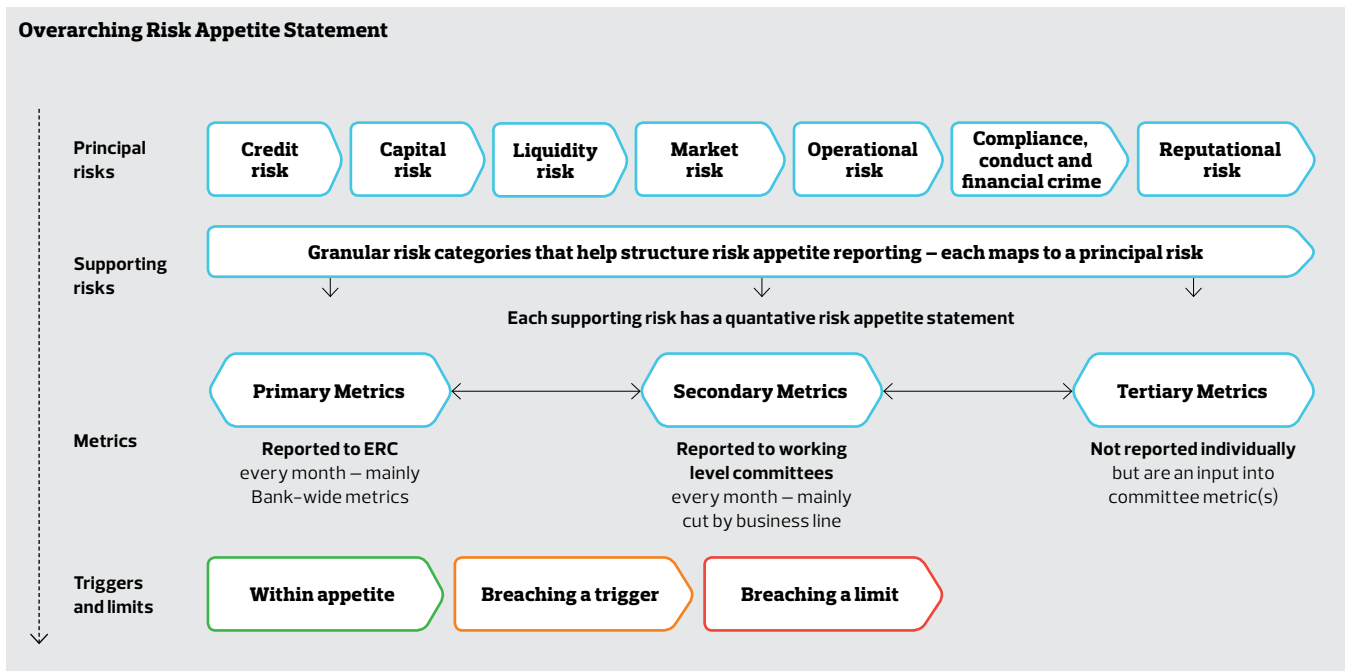 Overarching Risk Appetite Statement
Principal
risks
Credit
risk
Capital
risk
Liquidity
risk
Market
risk
Operational
risk
Compliance,
conduct and
financial crime
Reputational
risk
Supporting
risks
Granular risk categories that help structure risk appetite reporting – each maps to a principal risk
Each supporting risk has a quantative risk appetite statement
Metrics
Primary Metrics
Reported to ERC
every month – mainly
Bank-wide metrics
Secondary Metrics
Reported to working
level committees
every month – mainly
cut by business line
Tertiary Metrics
Not reported individually
but are an input into
committee metric(s)
Triggers
and limits
Within appetite
Breaching a trigger
Breaching a limit